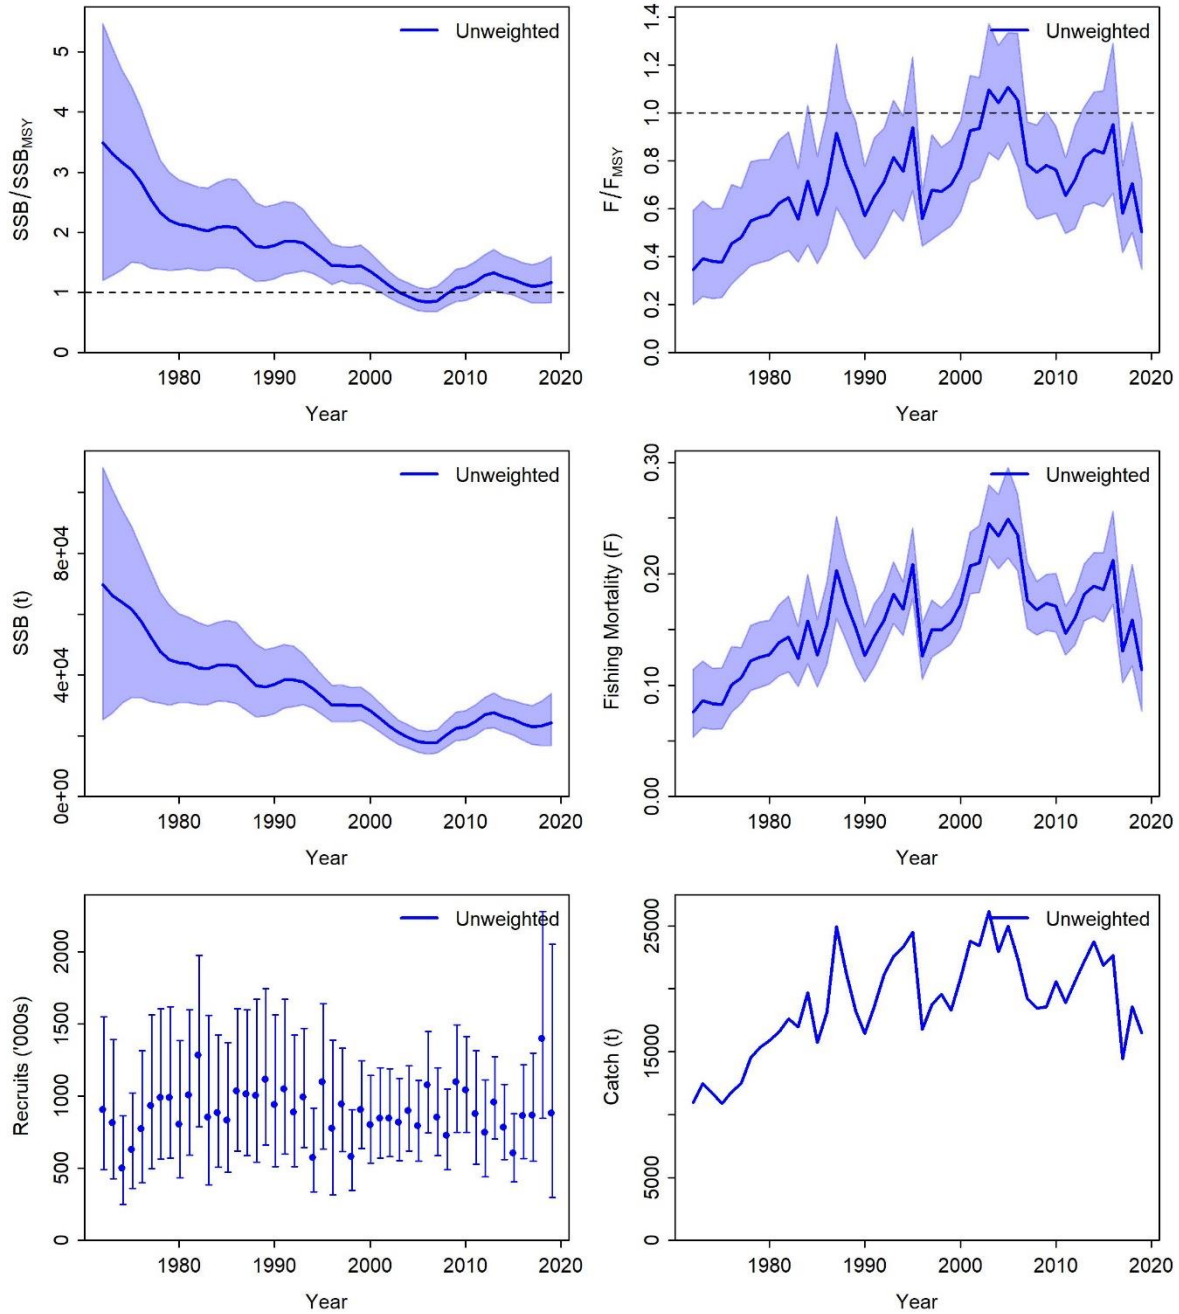 Unweighted
SSB/SSB_MSY
5
4
3
2
1
0
1980 1990 2000 2010 2020
Year
Unweighted
F/F_MSY
1.4
1.2
1.0
0.8
0.6
0.4
0.2
0.0
1980 1990 2000 2010 2020
Year
Unweighted
SSB (t)
8e+04
4e+04
0e+00
1980 1990 2000 2010 2020
Year
Unweighted
Fishing Mortality (F)
0.30
0.20
0.10
0.00
1980 1990 2000 2010 2020
Year
Unweighted
Recruits ('000s)
2000
1500
1000
500
0
1980 1990 2000 2010 2020
Year
Unweighted
Catch (t)
25000
15000
5000
0
1980 1990 2000 2010 2020
Year